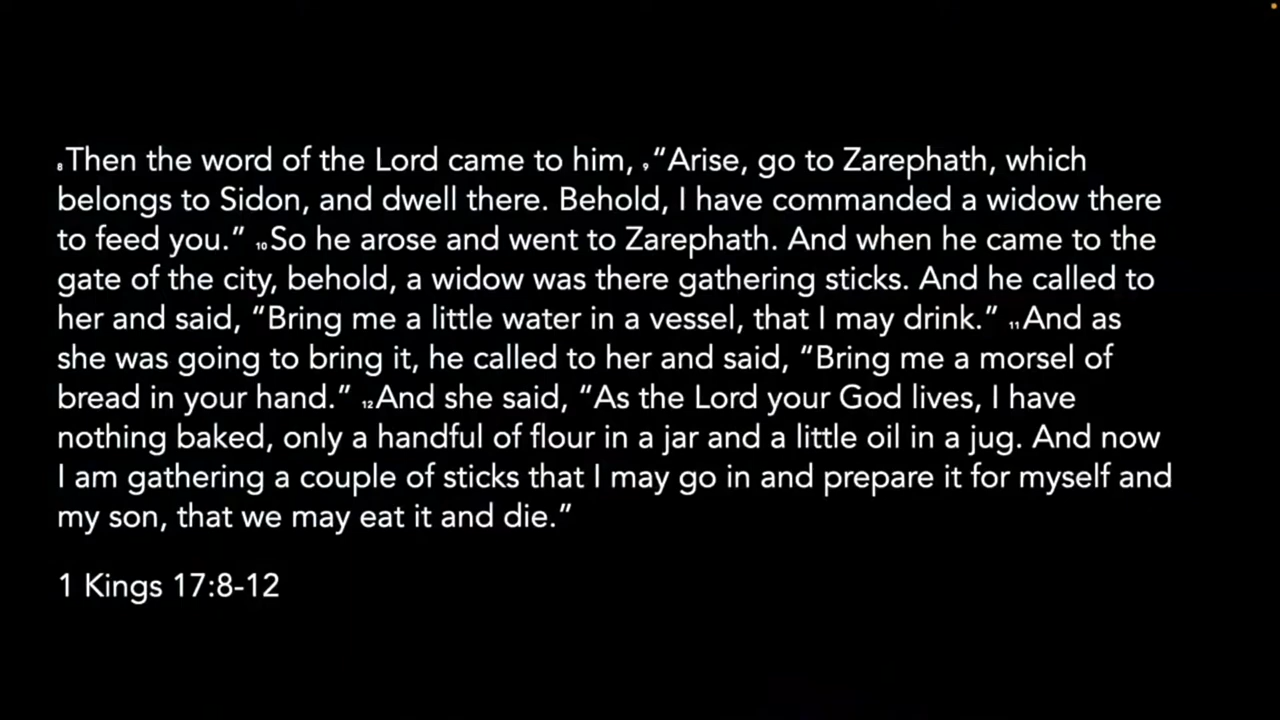 8Then the word of the Lord came to him, 9“Arise, go to Zarephath, which
belongs to Sidon, and dwell there. Behold, I have commanded a widow there
to feed you.” 10So he arose and went to Zarephath. And when he came to the
gate of the city, behold, a widow was there gathering sticks. And he called to
her and said, “Bring me a little water in a vessel, that I may drink.” 11And as
she was going to bring it, he called to her and said, “Bring me a morsel of
bread in your hand.” 12And she said, “As the Lord your God lives, I have
nothing baked, only a handful of flour in a jar and a little oil in a jug. And now
I am gathering a couple of sticks that I may go in and prepare it for myself and
my son, that we may eat it and die.”
1 Kings 17:8-12